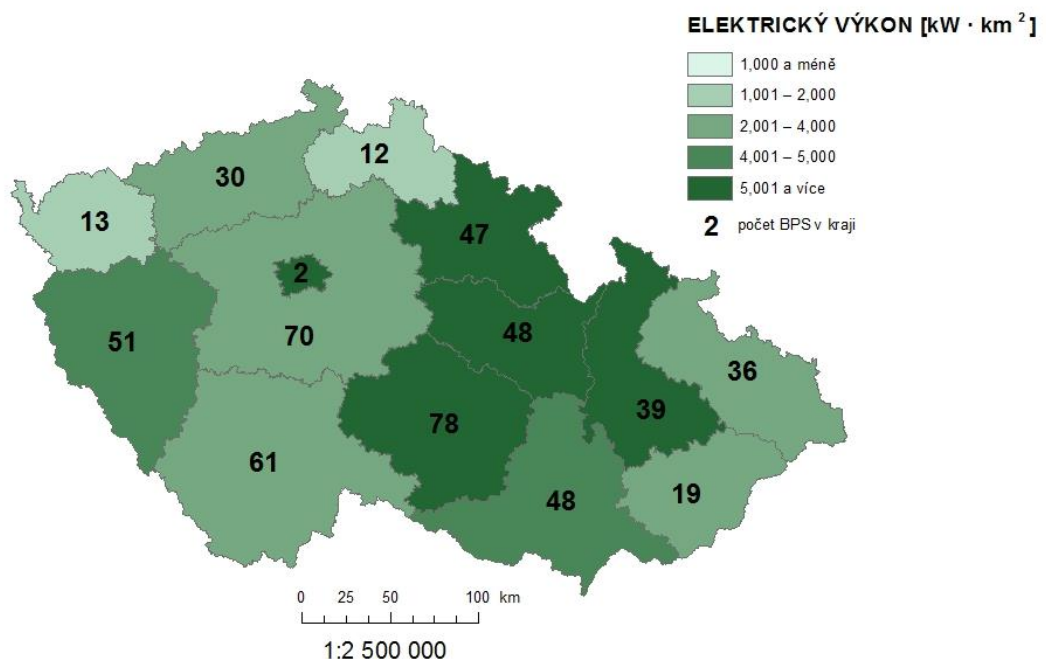 ELEKTRICKÝ VÝKON [kW · km ²]
1,000 a méně
1,001 – 2,000
2,001 – 4,000
4,001 – 5,000
5,001 a více
2 počet BPS v kraji
12
30
13
47
2
51
70
48
36
39
78
61
19
48
0 25 50 100 km
1:2 500 000